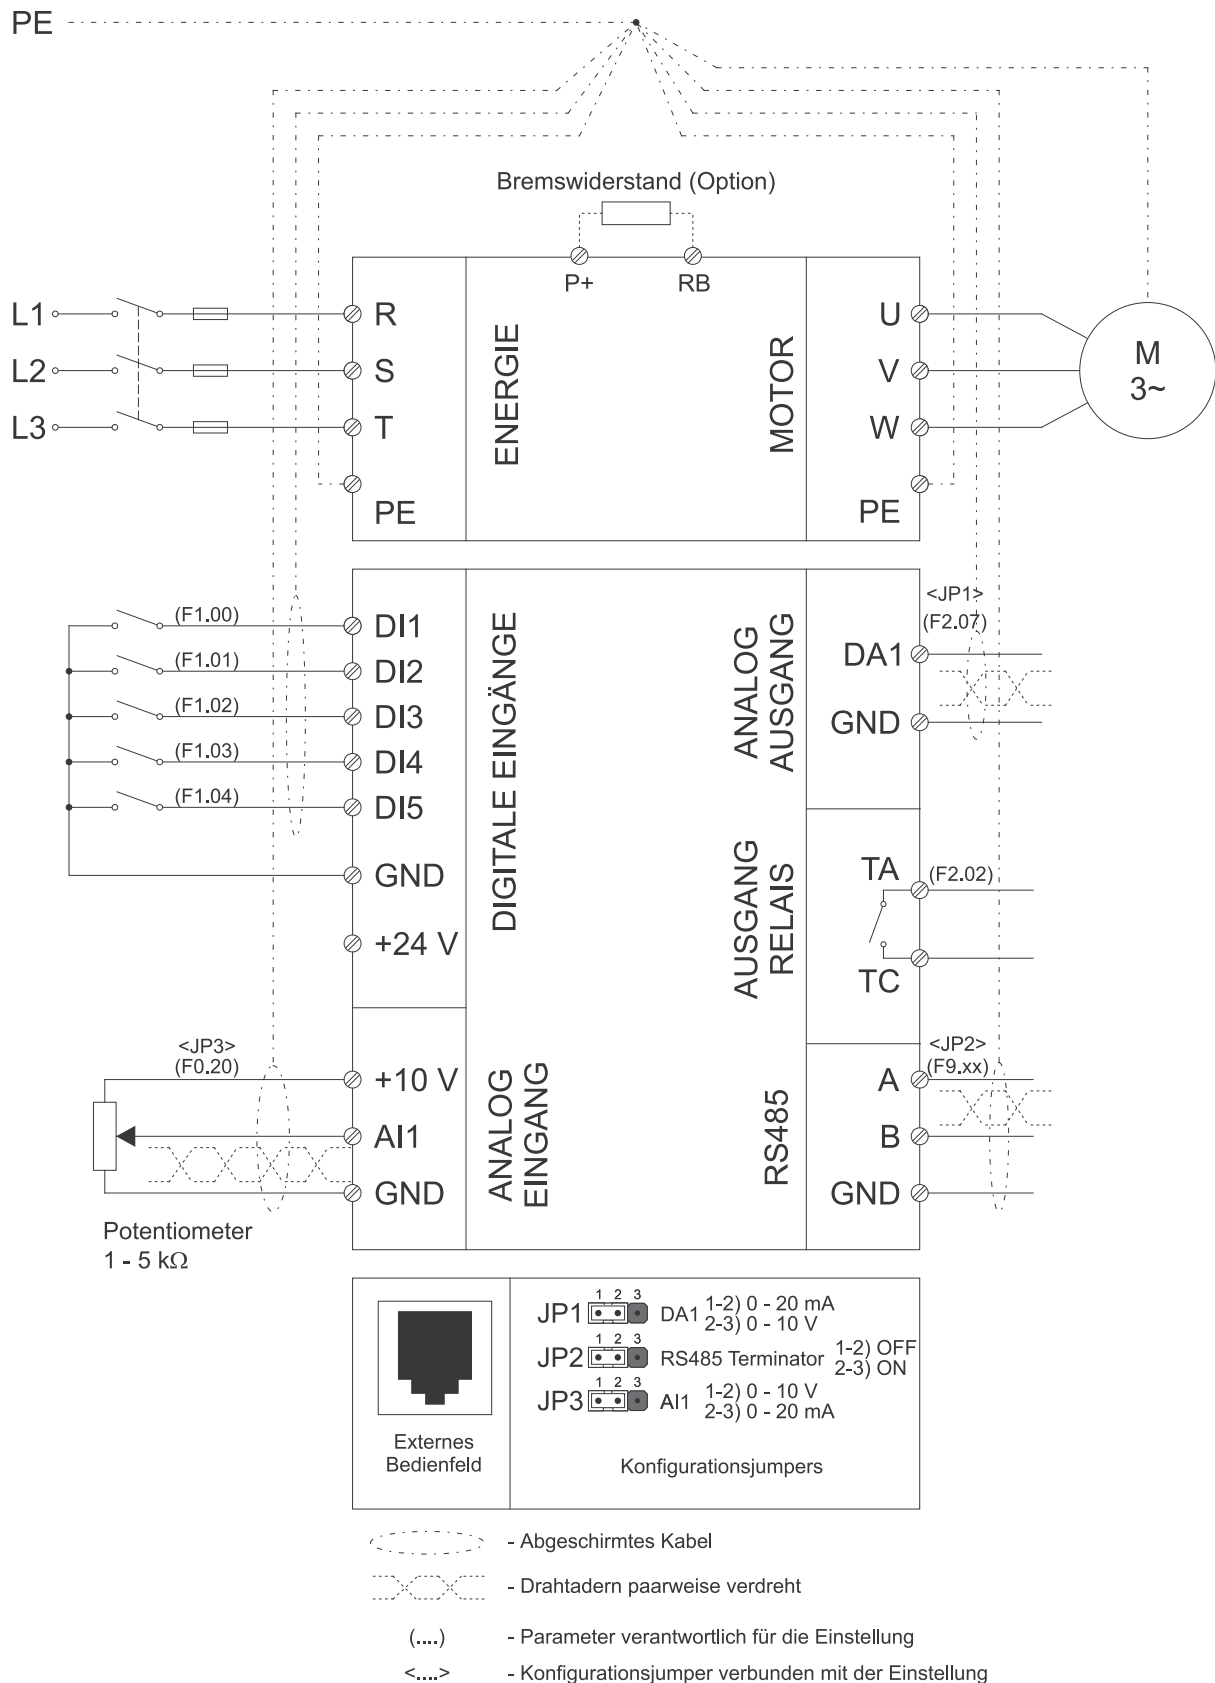 PE
Bremswiderstand (Option)
P+ RB
L1 R U
L2 S V
L3 T W
PE PE
ENERGIE
MOTOR
M
3~
(F1.00) DI1
(F1.01) DI2
(F1.02) DI3
(F1.03) DI4
(F1.04) DI5
GND
+24 V
DIGITALE EINGÄNGE
<JP1>
(F2.07)
DA1
GND
ANALOG
AUSGANG
TA (F2.02)
TC
AUSGANG
RELAIS
<JP3>
(F0.20)
+10 V
AI1
GND
ANALOG
EINGANG
Potentiometer
1 - 5 kΩ
<JP2>
(F9.xx)
A
B
GND
RS485
Externes
Bedienfeld
1 2 3
JP1 DA1 1-2) 0 - 20 mA
2-3) 0 - 10 V
1 2 3
JP2 RS485 Terminator 1-2) OFF
2-3) ON
1 2 3
JP3 AI1 1-2) 0 - 10 V
2-3) 0 - 20 mA
Konfigurationsjumpers
- Abgeschirmtes Kabel
- Drahtadern paarweise verdreht
(....) - Parameter verantwortlich für die Einstellung
<....> - Konfigurationsjumper verbunden mit der Einstellung